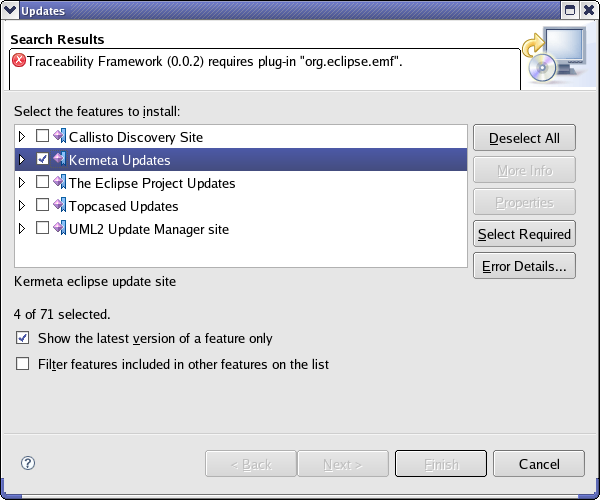 Updates
Search Results
Traceability Framework (0.0.2) requires plug-in "org.eclipse.emf".
Select the features to install:
Callisto Discovery Site
Kermeta Updates
The Eclipse Project Updates
Topcased Updates
UML2 Update Manager site
Deselect All
More Info
Properties
Select Required
Error Details...
Kermeta eclipse update site
4 of 71 selected.
Show the latest version of a feature only
Filter features included in other features on the list
?
< Back
Next >
Finish
Cancel